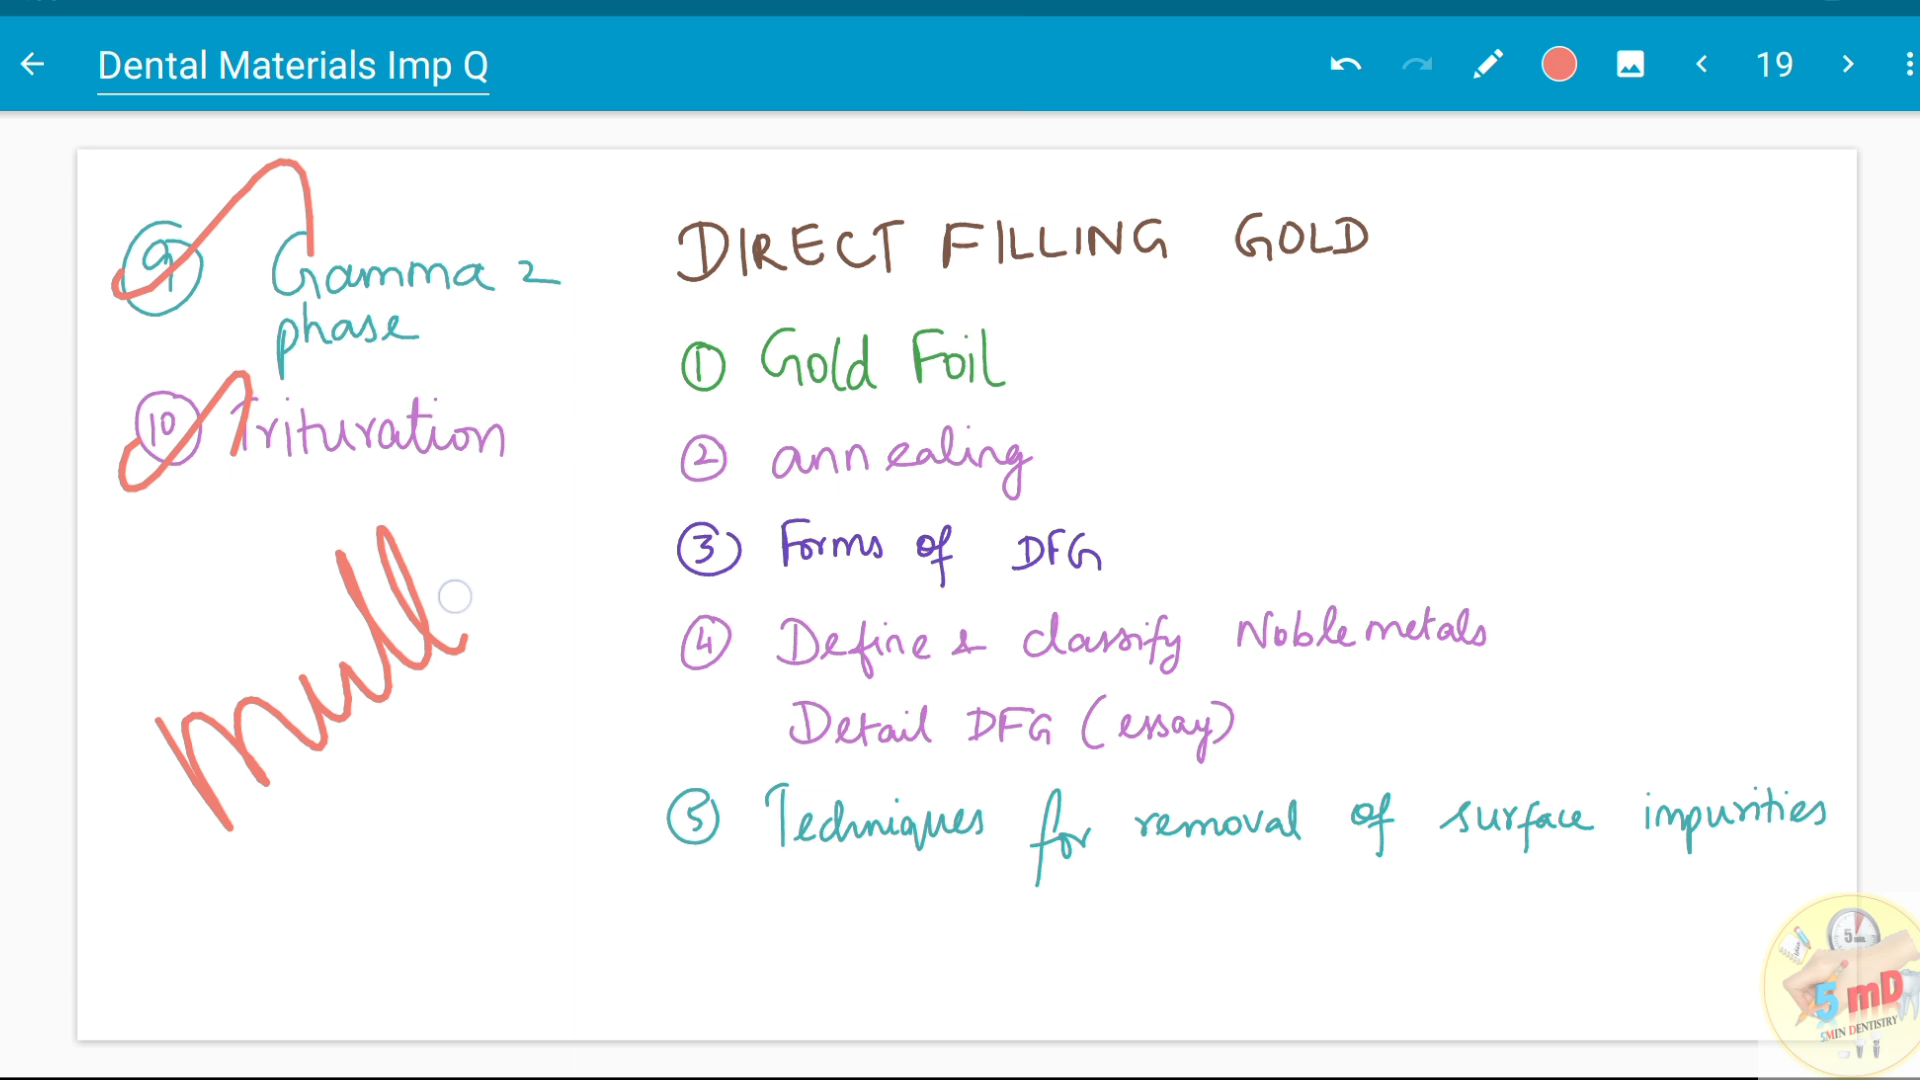 Dental Materials Imp Q
19
9 Gamma 2
phase
10 Trituration
mull
DIRECT FILLING GOLD
1 Gold Foil
2 annealing
3 Forms of DFG
4 Define & classify Noble metals
Detail DFG (essay)
5 Techniques for removal of surface impurities
5 mD
5MIN DENTISTRY